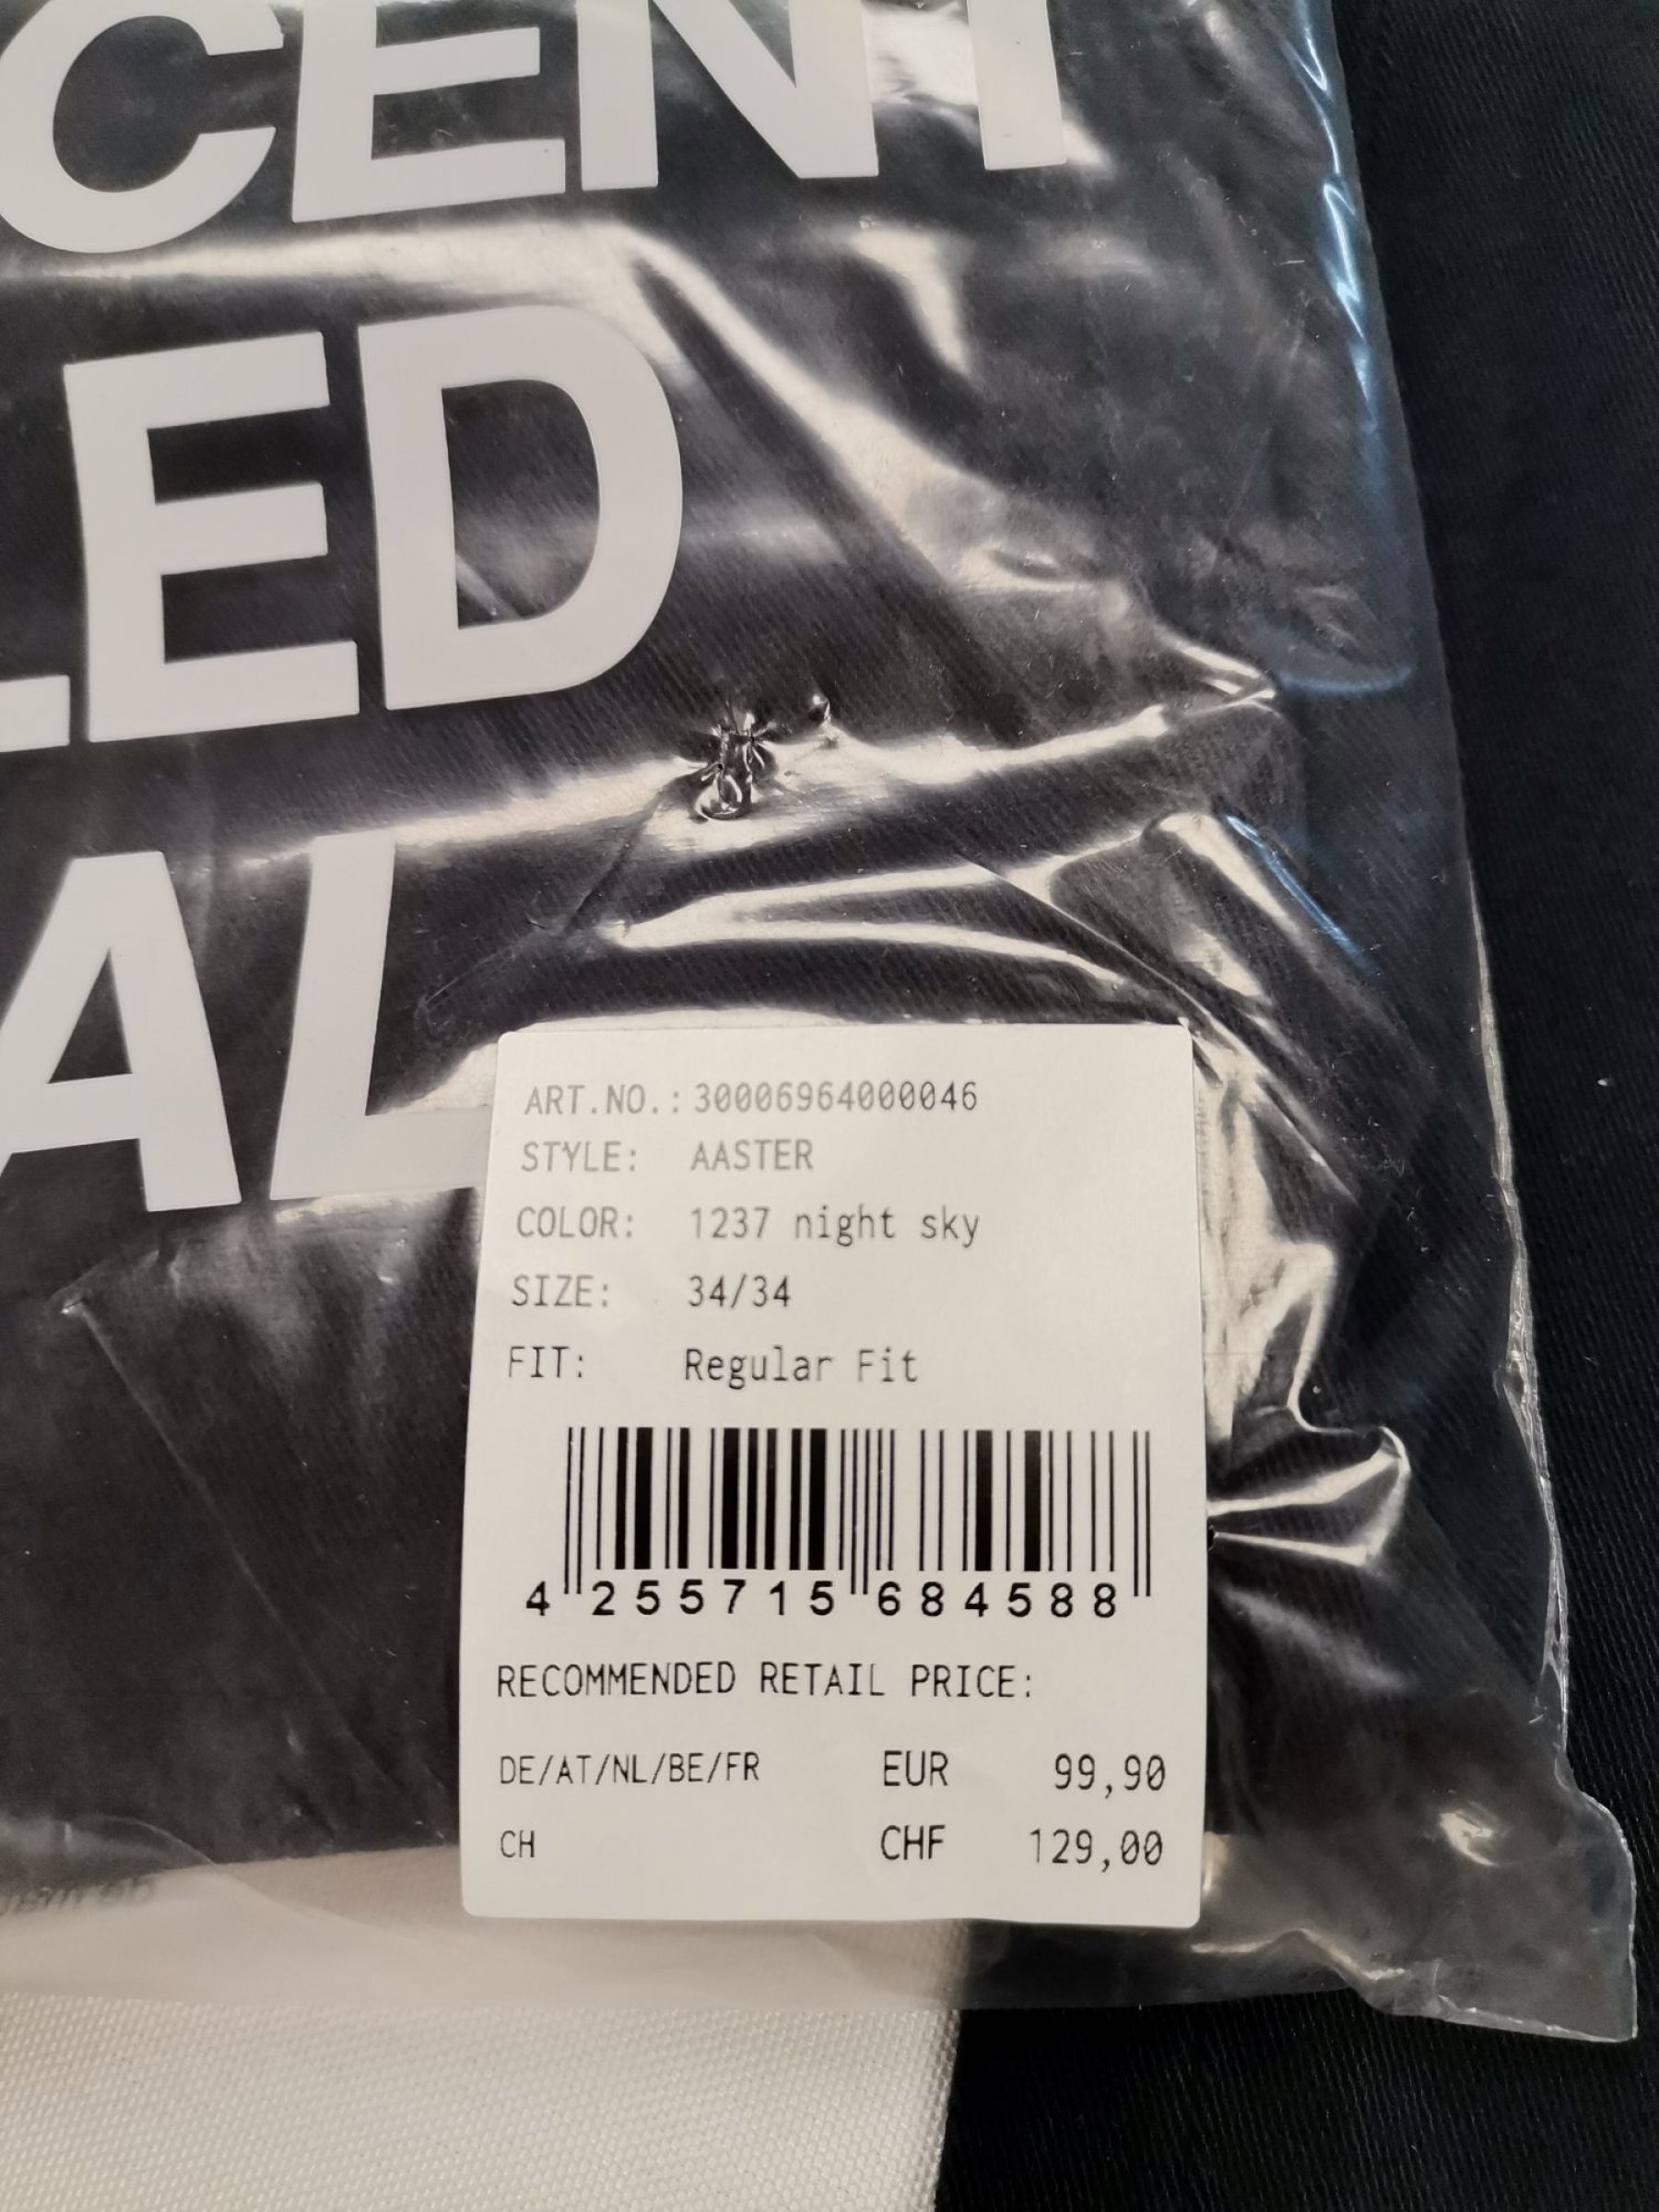 CENT
LED
AL
ART.NO.: 30006964000046
STYLE: AASTER
COLOR: 1237 night sky
SIZE: 34/34
FIT: Regular Fit
4 255715 684588
RECOMMENDED RETAIL PRICE:
DE/AT/NL/BE/FR EUR 99,90
CH CHF 129,00